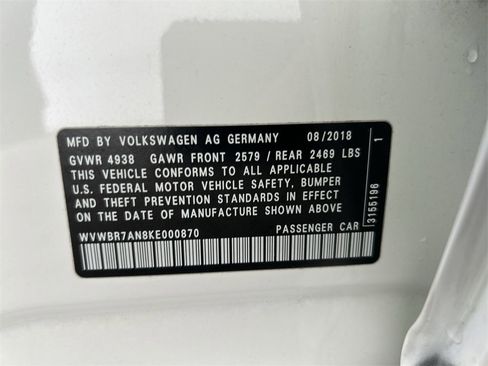 MFD BY VOLKSWAGEN AG GERMANY 08/2018
GVWR 4938 GAWR FRONT 2579 / REAR 2469 LBS
THIS VEHICLE CONFORMS TO ALL APPLICABLE
U.S. FEDERAL MOTOR VEHICLE SAFETY, BUMPER
AND THEFT PREVENTION STANDARDS IN EFFECT
ON THE DATE OF MANUFACTURE SHOWN ABOVE
WVWBR7AN8KE000870 PASSENGER CAR
3155196 1